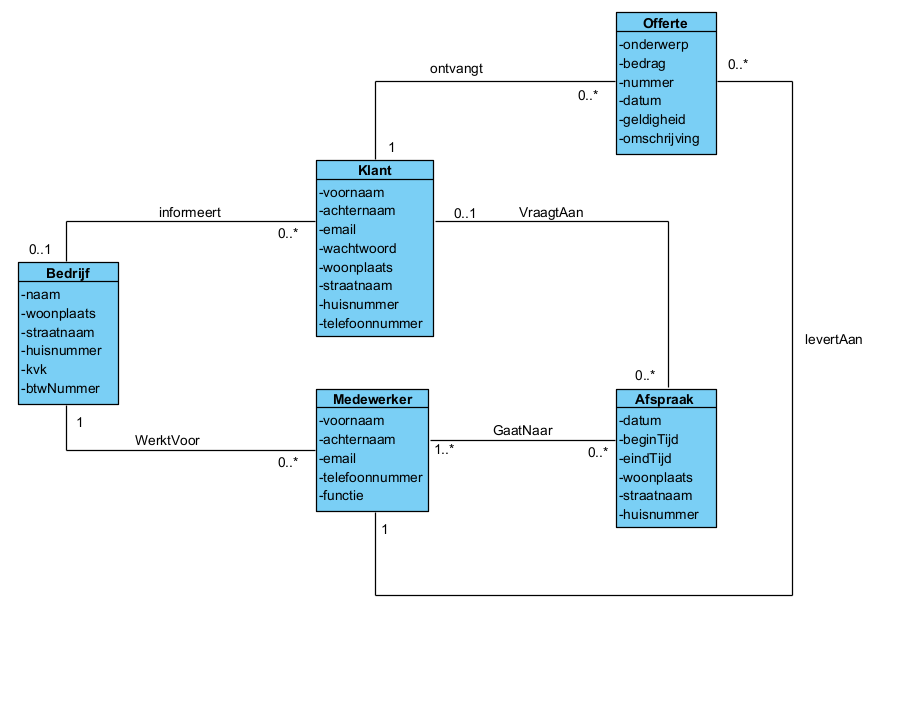 Offerte
-onderwerp
-bedrag
-nummer
-datum
-geldigheid
-omschrijving
0..*
0..*
ontvangt
1
Klant
-voornaam
-achternaam
-email
-wachtwoord
-woonplaats
-straatnaam
-huisnummer
-telefoonnummer
informeert
0..*
0..1
0..1
VraagtAan
0..*
Bedrijf
-naam
-woonplaats
-straatnaam
-huisnummer
-kvk
-btwNummer
1
WerktVoor
0..*
levertAan
Medewerker
-voornaam
-achternaam
-email
-telefoonnummer
-functie
1..*
GaatNaar
0..*
1
Afspraak
-datum
-beginTijd
-eindTijd
-woonplaats
-straatnaam
-huisnummer